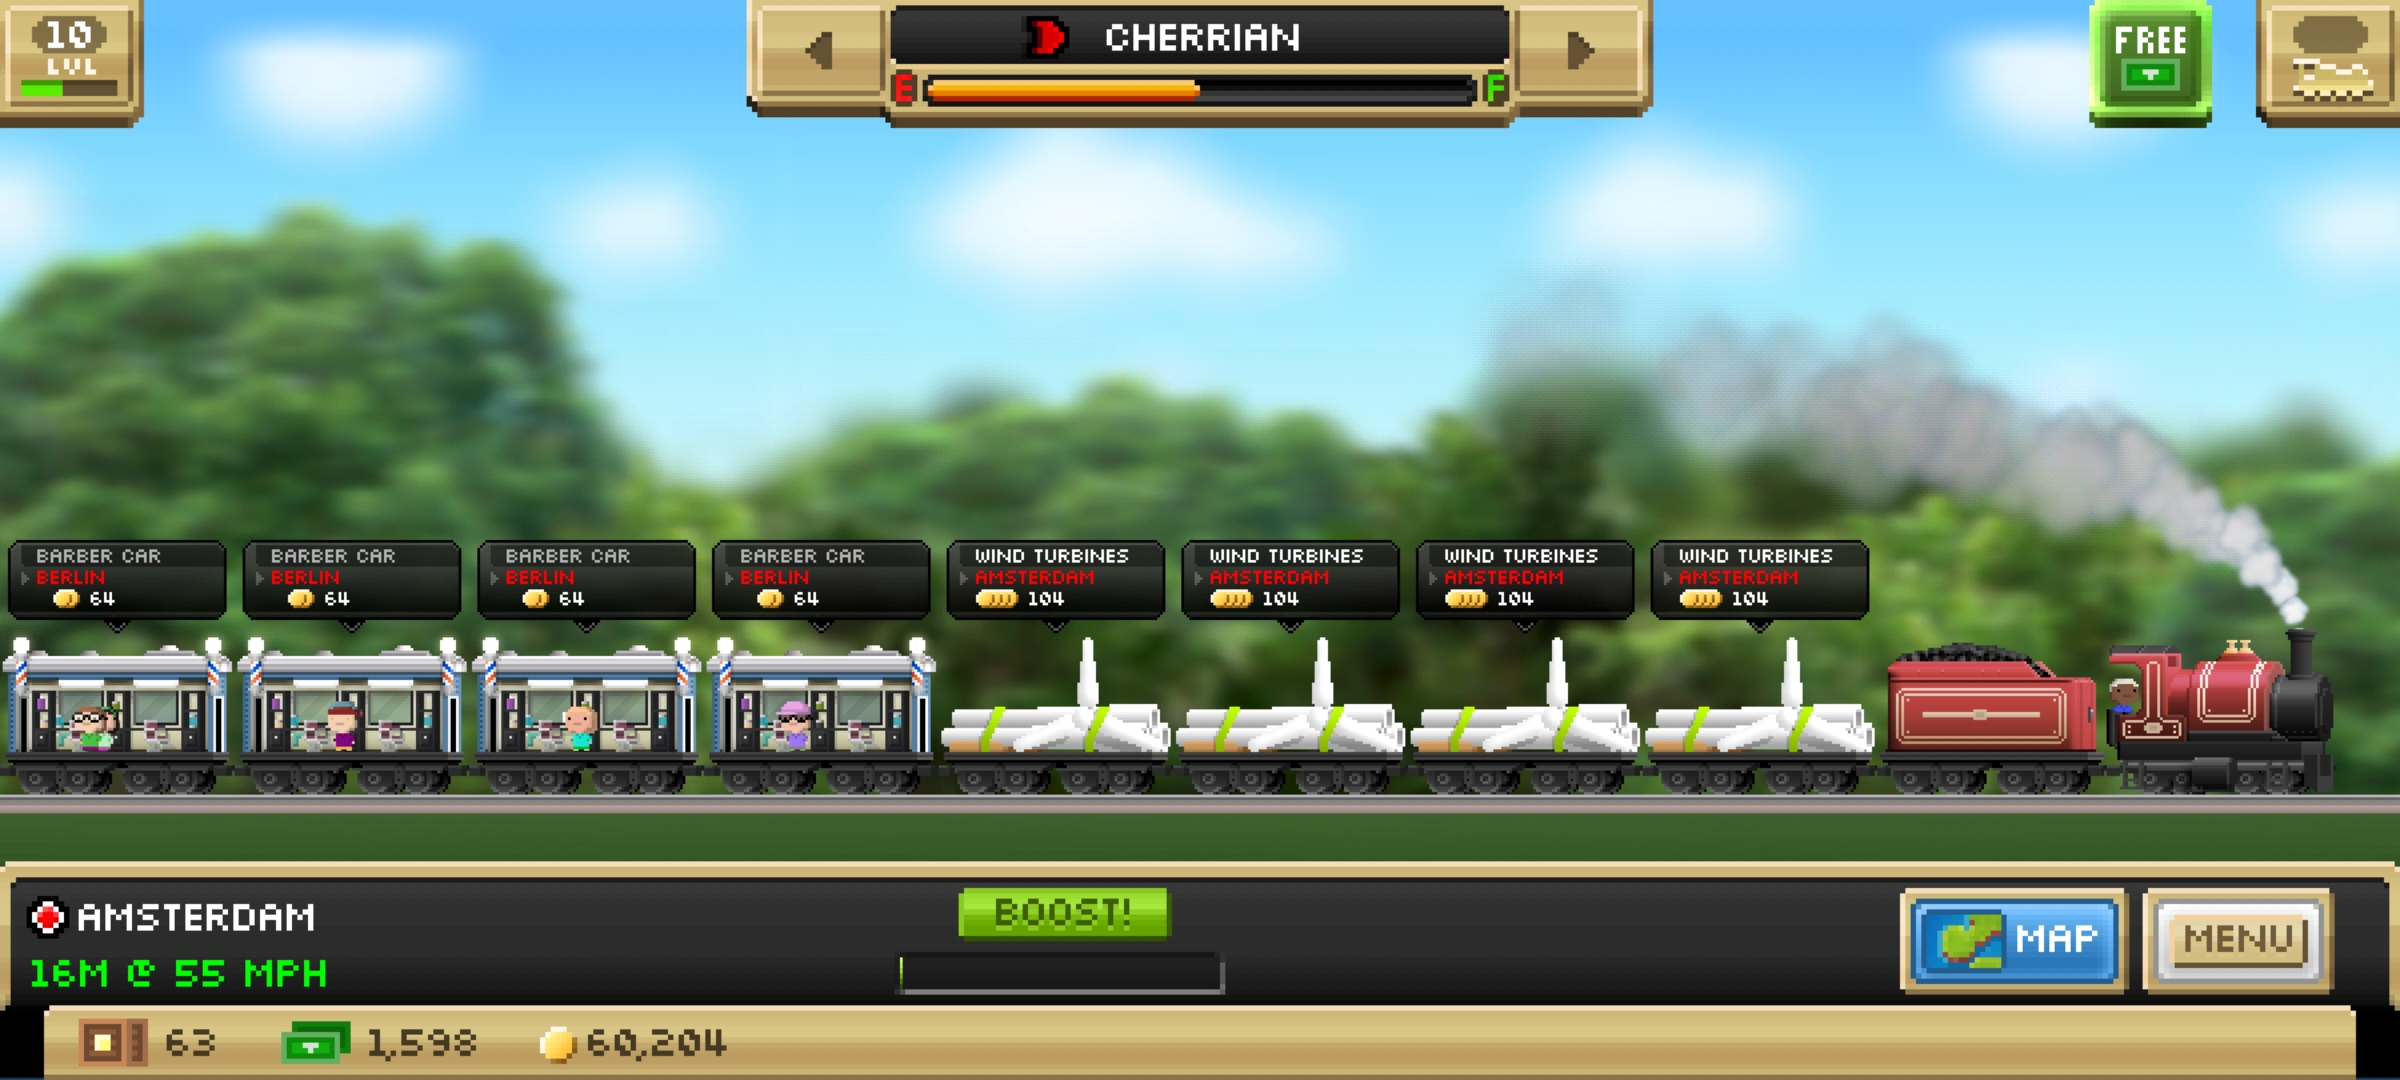 10
LVL
CHERRIAN
E F
FREE
BARBER CAR
BERLIN
64
BARBER CAR
BERLIN
64
BARBER CAR
BERLIN
64
BARBER CAR
BERLIN
64
WIND TURBINES
AMSTERDAM
104
WIND TURBINES
AMSTERDAM
104
WIND TURBINES
AMSTERDAM
104
WIND TURBINES
AMSTERDAM
104
AMSTERDAM
16M @ 55 MPH
BOOST!
MAP
MENU
63 1,598 60,204